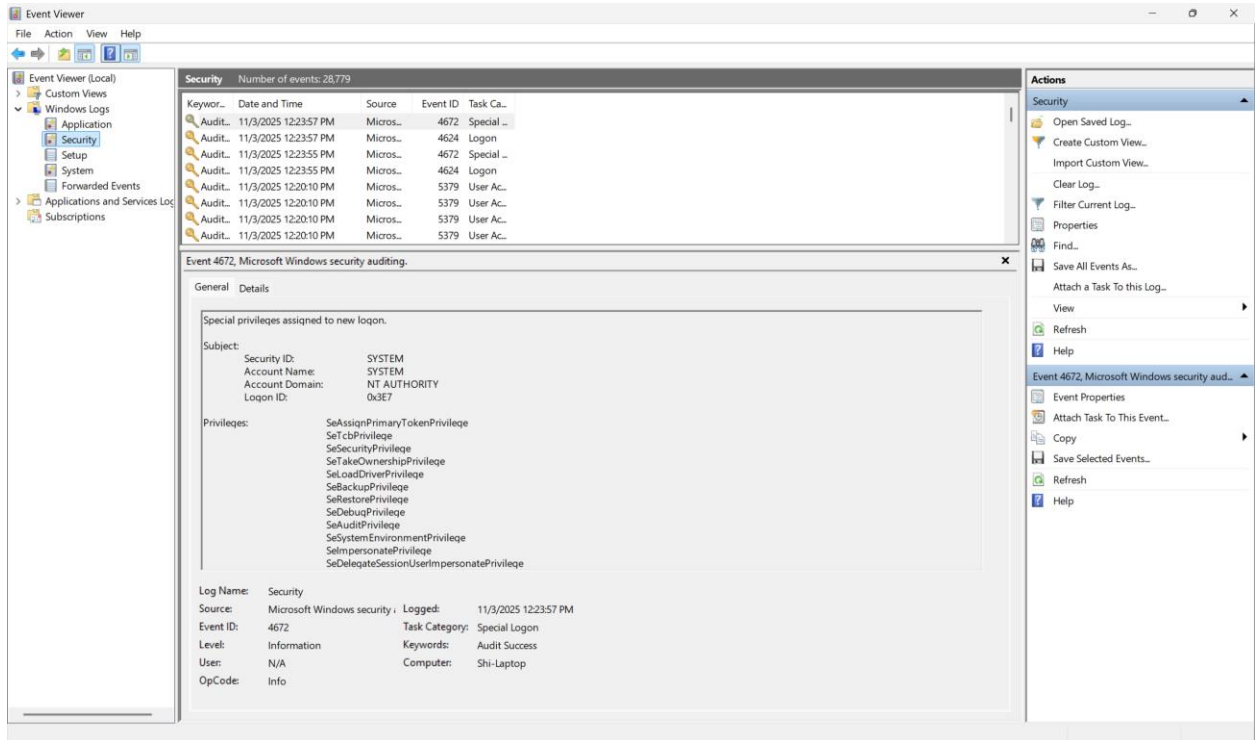 Event Viewer
File Action View Help
Event Viewer (Local)
Custom Views
Windows Logs
Application
Security
Setup
System
Forwarded Events
Applications and Services Log
Subscriptions
Security Number of events: 28,779
Keywor... Date and Time Source Event ID Task Ca...
Audit... 11/3/2025 12:23:57 PM Micros... 4672 Special ...
Audit... 11/3/2025 12:23:57 PM Micros... 4624 Logon
Audit... 11/3/2025 12:23:55 PM Micros... 4672 Special ...
Audit... 11/3/2025 12:23:55 PM Micros... 4624 Logon
Audit... 11/3/2025 12:20:10 PM Micros... 5379 User Ac...
Audit... 11/3/2025 12:20:10 PM Micros... 5379 User Ac...
Audit... 11/3/2025 12:20:10 PM Micros... 5379 User Ac...
Audit... 11/3/2025 12:20:10 PM Micros... 5379 User Ac...
Event 4672, Microsoft Windows security auditing.
General Details
Special privileges assigned to new logon.
Subject:
Security ID: SYSTEM
Account Name: SYSTEM
Account Domain: NT AUTHORITY
Logon ID: 0x3E7
Privileges: SeAssignPrimaryTokenPrivilege
SeTcbPrivilege
SeSecurityPrivilege
SeTakeOwnershipPrivilege
SeLoadDriverPrivilege
SeBackupPrivilege
SeRestorePrivilege
SeDebugPrivilege
SeAuditPrivilege
SeSystemEnvironmentPrivilege
SeImpersonatePrivilege
SeDelegateSessionUserImpersonatePrivilege
Log Name: Security
Source: Microsoft Windows security Logged: 11/3/2025 12:23:57 PM
Event ID: 4672 Task Category: Special Logon
Level: Information Keywords: Audit Success
User: N/A Computer: Shi-Laptop
OpCode: Info
Actions
Security
Open Saved Log...
Create Custom View...
Import Custom View...
Clear Log...
Filter Current Log...
Properties
Find...
Save All Events As...
Attach a Task To this Log...
View
Refresh
Help
Event 4672, Microsoft Windows security aud...
Event Properties
Attach Task To This Event...
Copy
Save Selected Events...
Refresh
Help